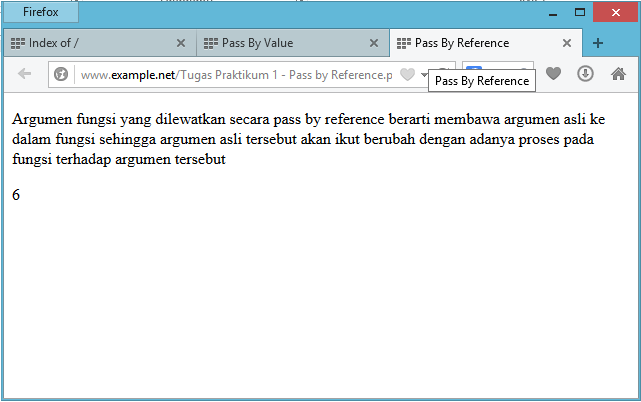 Firefox
Index of /
Pass By Value
Pass By Reference
www.example.net/Tugas Praktikum 1 - Pass by Reference.p
Pass By Reference
Argumen fungsi yang dilewatkan secara pass by reference berarti membawa argumen asli ke
dalam fungsi sehingga argumen asli tersebut akan ikut berubah dengan adanya proses pada
fungsi terhadap argumen tersebut
6